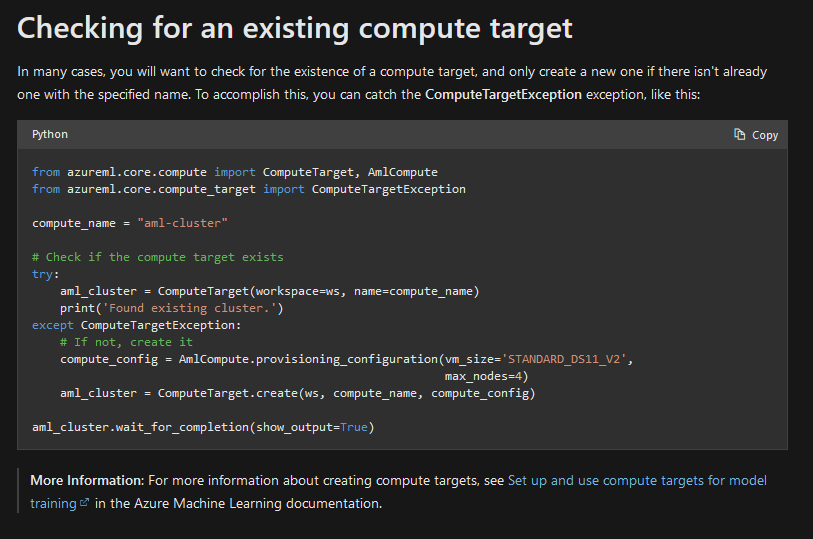 Checking for an existing compute target
In many cases, you will want to check for the existence of a compute target, and only create a new one if there isn't already
one with the specified name. To accomplish this, you can catch the ComputeTargetException exception, like this:
Python
Copy
from azureml.core.compute import ComputeTarget, AmlCompute
from azureml.core.compute_target import ComputeTargetException

compute_name = "aml-cluster"

# Check if the compute target exists
try:
    aml_cluster = ComputeTarget(workspace=ws, name=compute_name)
    print('Found existing cluster.')
except ComputeTargetException:
    # If not, create it
    compute_config = AmlCompute.provisioning_configuration(vm_size='STANDARD_DS11_V2',
                                                           max_nodes=4)
    aml_cluster = ComputeTarget.create(ws, compute_name, compute_config)

aml_cluster.wait_for_completion(show_output=True)
More Information: For more information about creating compute targets, see Set up and use compute targets for model
training in the Azure Machine Learning documentation.